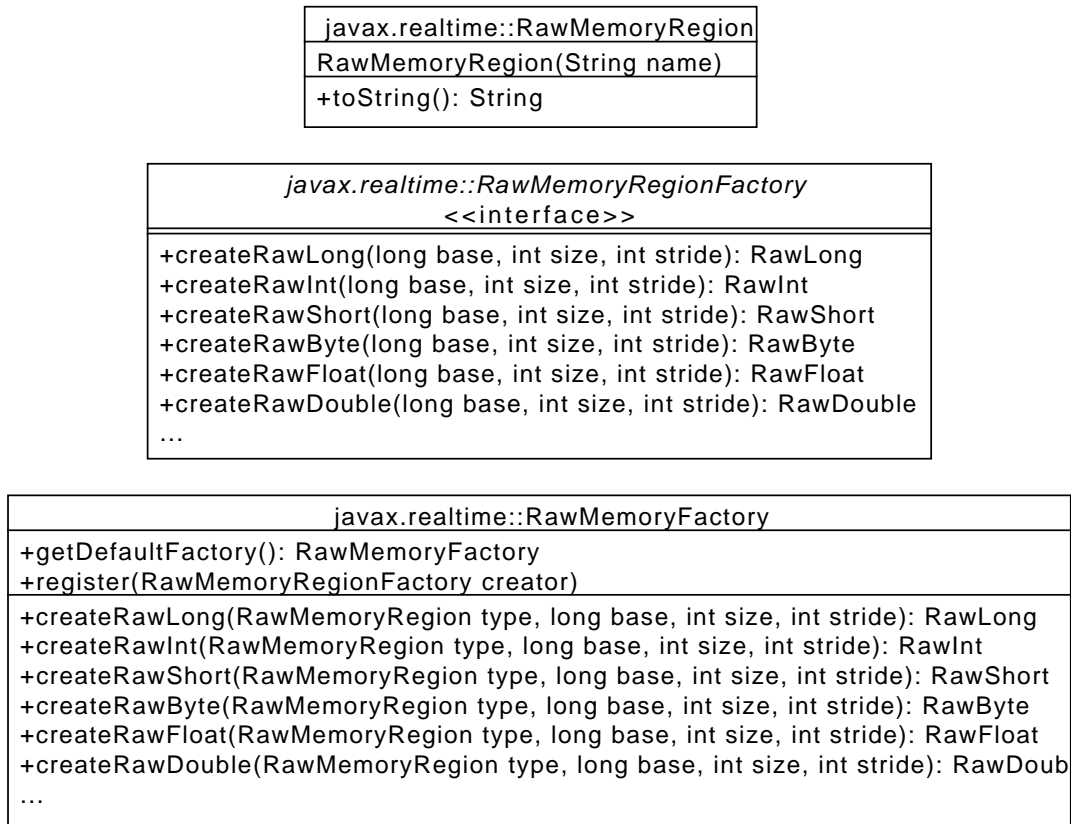 javax.realtime::RawMemoryRegion
RawMemoryRegion(String name)
+toString(): String
javax.realtime::RawMemoryRegionFactory
<<interface>>
+createRawLong(long base, int size, int stride): RawLong
+createRawInt(long base, int size, int stride): RawInt
+createRawShort(long base, int size, int stride): RawShort
+createRawByte(long base, int size, int stride): RawByte
+createRawFloat(long base, int size, int stride): RawFloat
+createRawDouble(long base, int size, int stride): RawDouble
...
javax.realtime::RawMemoryFactory
+getDefaultFactory(): RawMemoryFactory
+register(RawMemoryRegionFactory creator)
+createRawLong(RawMemoryRegion type, long base, int size, int stride): RawLong
+createRawInt(RawMemoryRegion type, long base, int size, int stride): RawInt
+createRawShort(RawMemoryRegion type, long base, int size, int stride): RawShort
+createRawByte(RawMemoryRegion type, long base, int size, int stride): RawByte
+createRawFloat(RawMemoryRegion type, long base, int size, int stride): RawFloat
+createRawDouble(RawMemoryRegion type, long base, int size, int stride): RawDoub
...